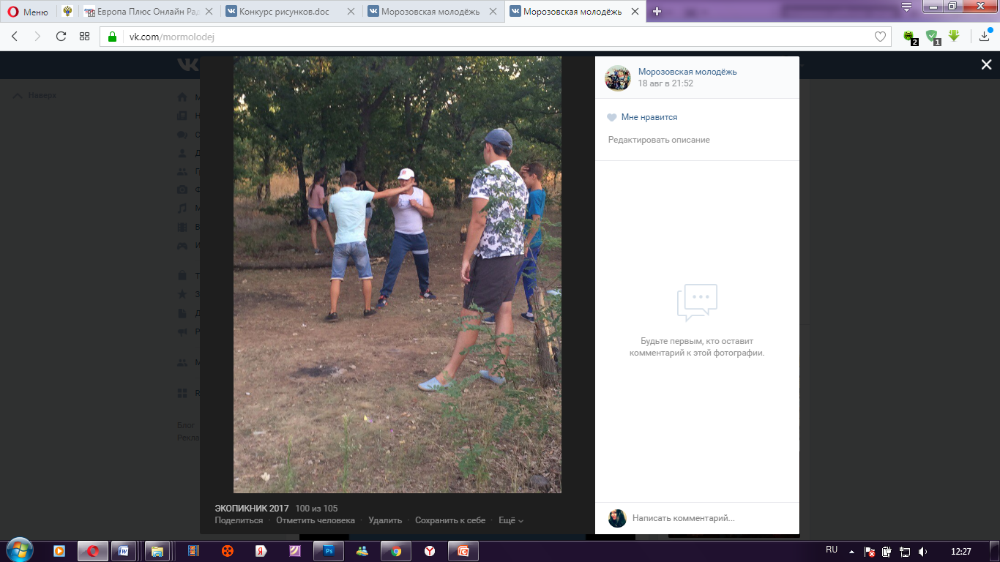 Меню
Европа Плюс Онлайн Рад
Конкурс рисунков.doc
Морозовская молодёжь
Морозовская молодёжь
vk.com/mormolodej
2
1
Наверх
Морозовская молодёжь
18 авг в 21:52
Мне нравится
Редактировать описание
Будьте первым, кто оставит
комментарий к этой фотографии.
Блог
Рекла
ЭКОПИКНИК 2017 100 из 105
Поделиться · Отметить человека · Удалить · Сохранить к себе · Ещё
Написать комментарий...
RU
12:27